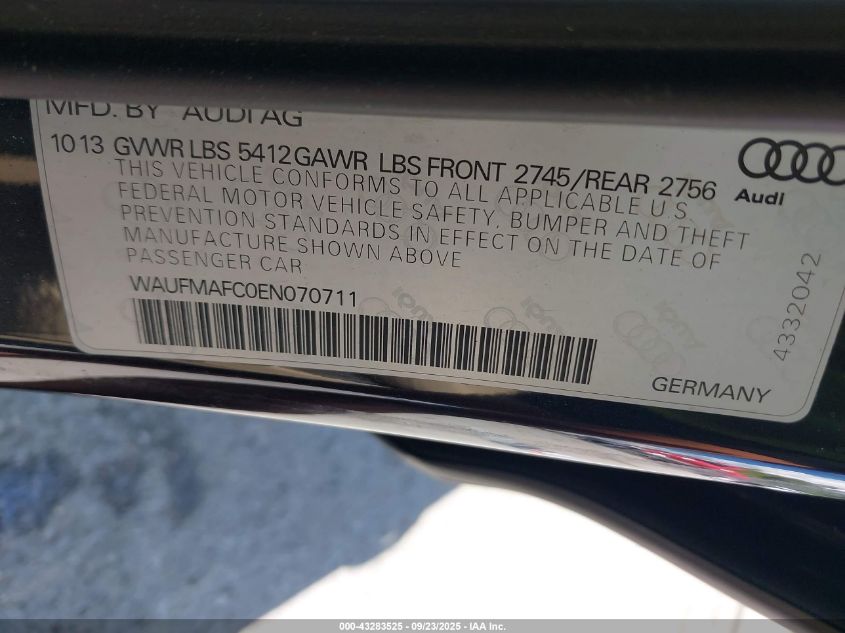 MFD. BY AUDI AG
10 13 GVWR LBS 5412 GAWR LBS FRONT 2745/REAR 2756
THIS VEHICLE CONFORMS TO ALL APPLICABLE U.S.
FEDERAL MOTOR VEHICLE SAFETY, BUMPER AND THEFT
PREVENTION STANDARDS IN EFFECT ON THE DATE OF
MANUFACTURE SHOWN ABOVE
PASSENGER CAR
Audi
WAUFMAFC0EN070711
4332042
GERMANY
000-43283525 - 09/23/2025 - IAA Inc.